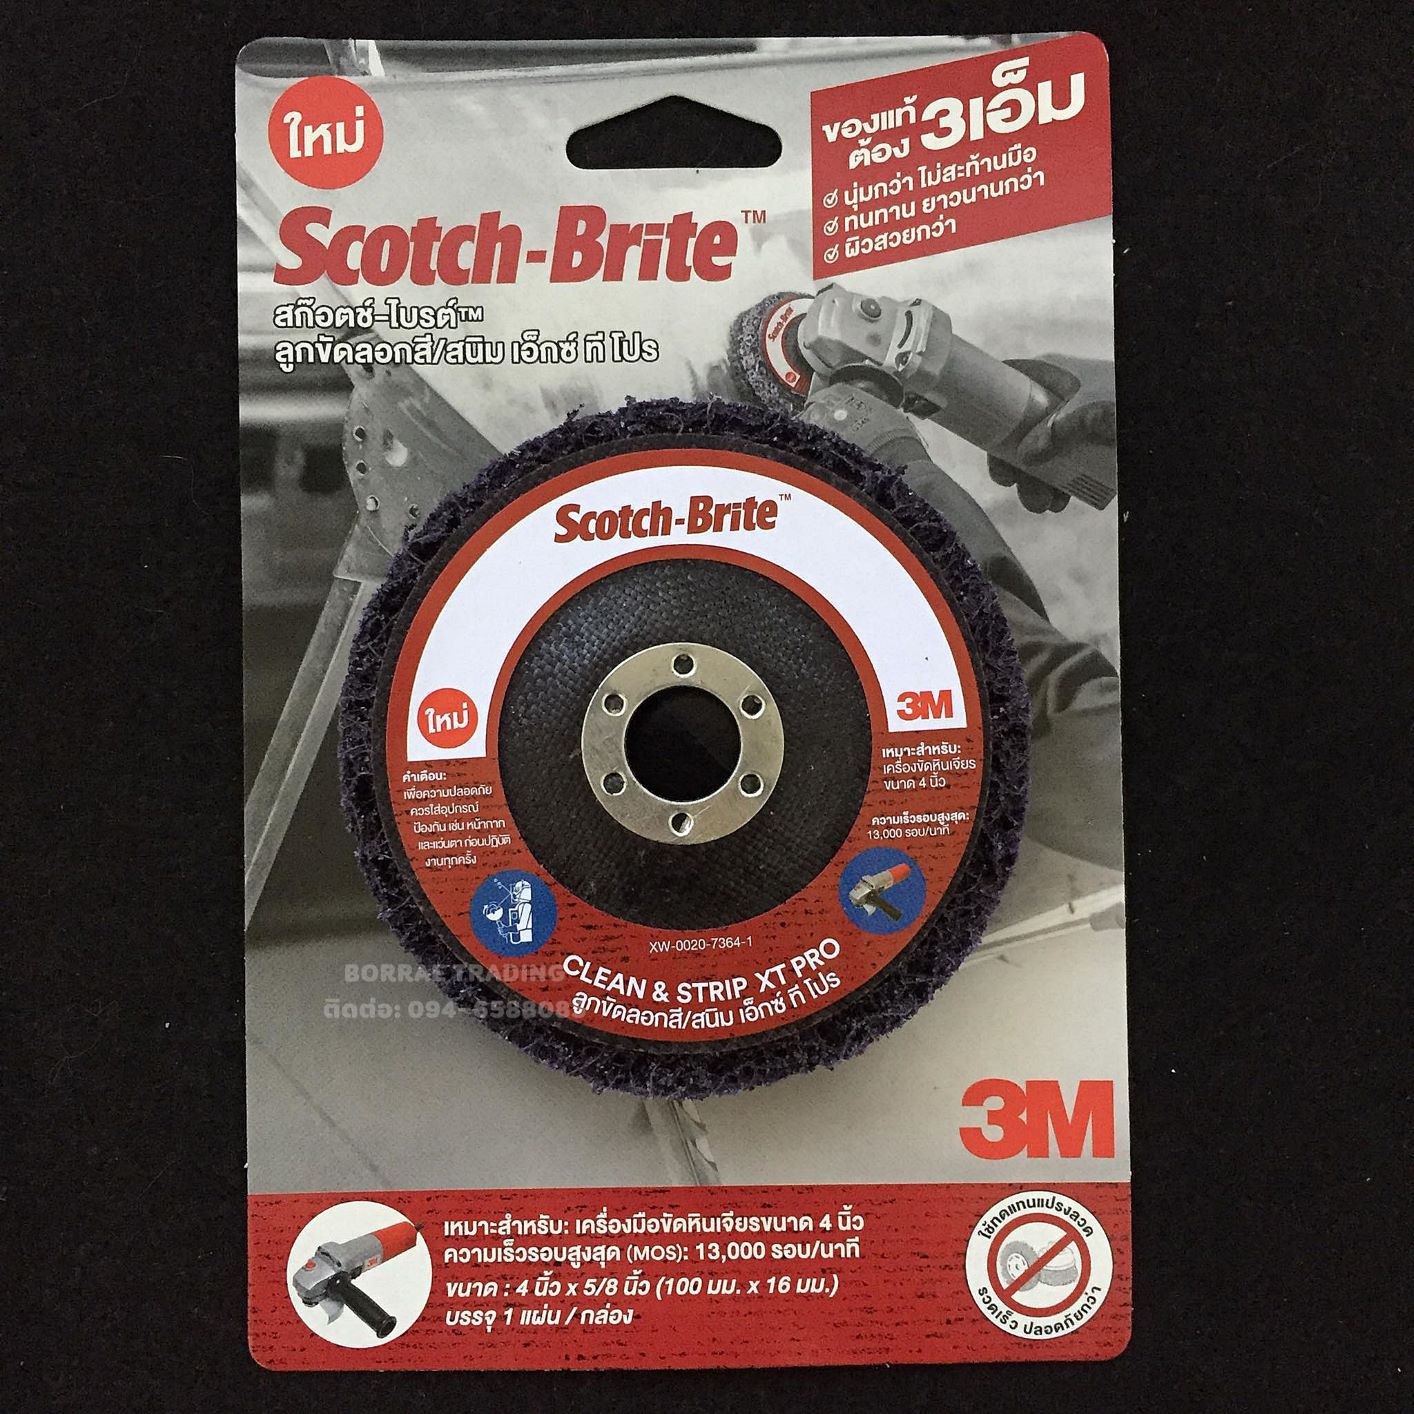 ใหม่
ของแท้
ต้อง 3เอ็ม
นุ่มกว่า ไม่สะท้านมือ
ทนทาน ยาวนานกว่า
ผิวสวยกว่า
Scotch-Brite™
สก๊อตช์-ไบรต์™
ลูกขัดลอกสี/สนิม เอ็กซ์ ที โปร
Scotch-Brite
Scotch-Brite™
ใหม่
3M
คำเตือน:
เพื่อความปลอดภัย
ควรใส่อุปกรณ์
ป้องกัน เช่น หน้ากาก
และแว่นตา ก่อนปฏิบัติ
งานทุกครั้ง
เหมาะสำหรับ:
เครื่องขัดหินเจียร
ขนาด 4 นิ้ว
ความเร็วรอบสูงสุด:
13,000 รอบ/นาที
XW-0020-7364-1
CLEAN & STRIP XT PRO
ลูกขัดลอกสี/สนิม เอ็กซ์ ที โปร
BORRAE TRADING
ติดต่อ: 094-658808
3M
3M
เหมาะสำหรับ: เครื่องมือขัดหินเจียรขนาด 4 นิ้ว
ความเร็วรอบสูงสุด (MOS): 13,000 รอบ/นาที
ขนาด : 4 นิ้ว x 5/8 นิ้ว (100 มม. x 16 มม.)
บรรจุ 1 แผ่น / กล่อง
ใช้ทดแทนแปรงลวด
รวดเร็ว ปลอดภัยกว่า